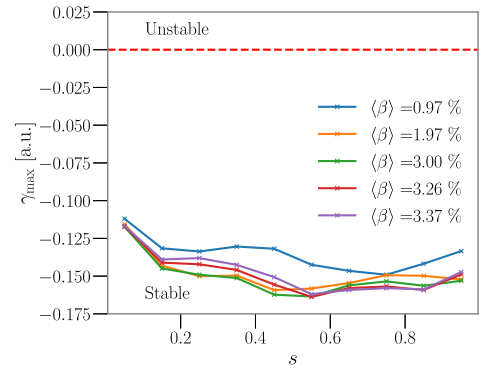 0.025
0.000
−0.025
−0.050
−0.075
−0.100
−0.125
−0.150
−0.175
γmax [a.u.]
Unstable
⟨β⟩ =0.97 %
⟨β⟩ =1.97 %
⟨β⟩ =3.00 %
⟨β⟩ =3.26 %
⟨β⟩ =3.37 %
Stable
0.2 0.4 0.6 0.8
s